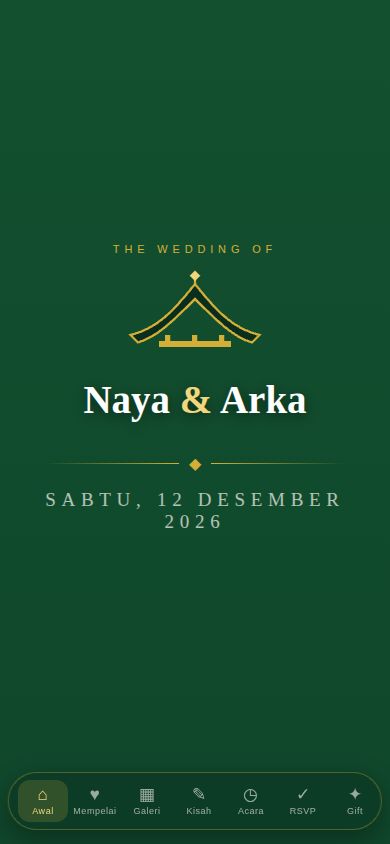 THE WEDDING OF
Naya & Arka
SABTU, 12 DESEMBER
2026
Awal
Mempelai
Galeri
Kisah
Acara
RSVP
Gift